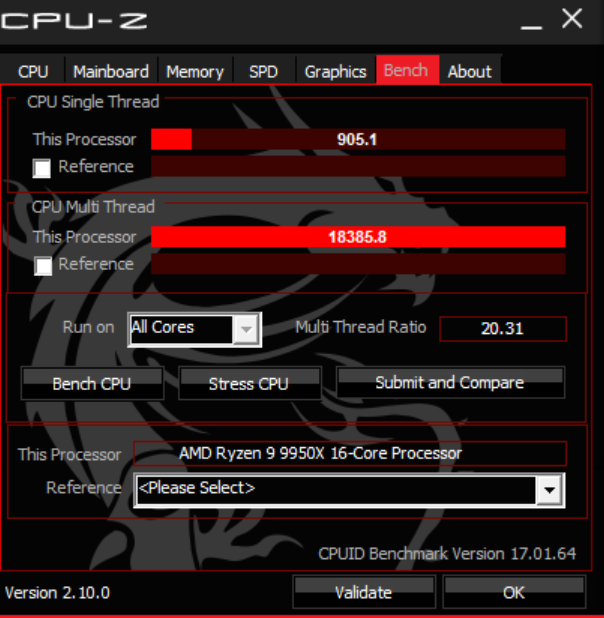 CPU-Z
CPU Mainboard Memory SPD Graphics Bench About
CPU Single Thread
This Processor 905.1
Reference
CPU Multi Thread
This Processor 18385.8
Reference
Run on All Cores Multi Thread Ratio 20.31
Bench CPU Stress CPU Submit and Compare
This Processor AMD Ryzen 9 9950X 16-Core Processor
Reference <Please Select>
CPUID Benchmark Version 17.01.64
Version 2.10.0 Validate OK